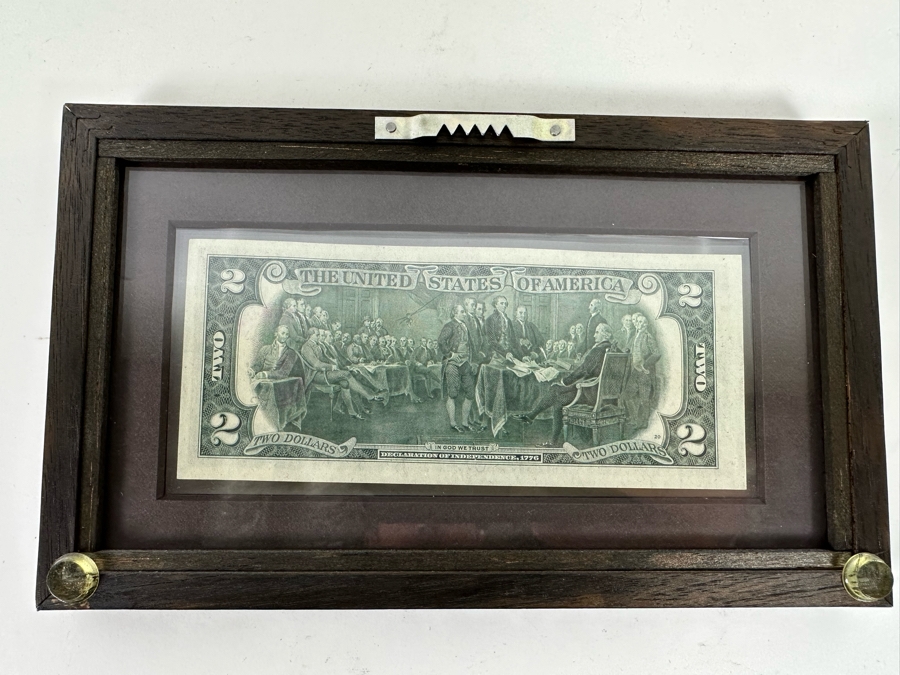 2
THE UNITED STATES OF AMERICA
2
TWO
TWO
2
TWO DOLLARS
IN GOD WE TRUST
DECLARATION OF INDEPENDENCE, 1776
TWO DOLLARS
2